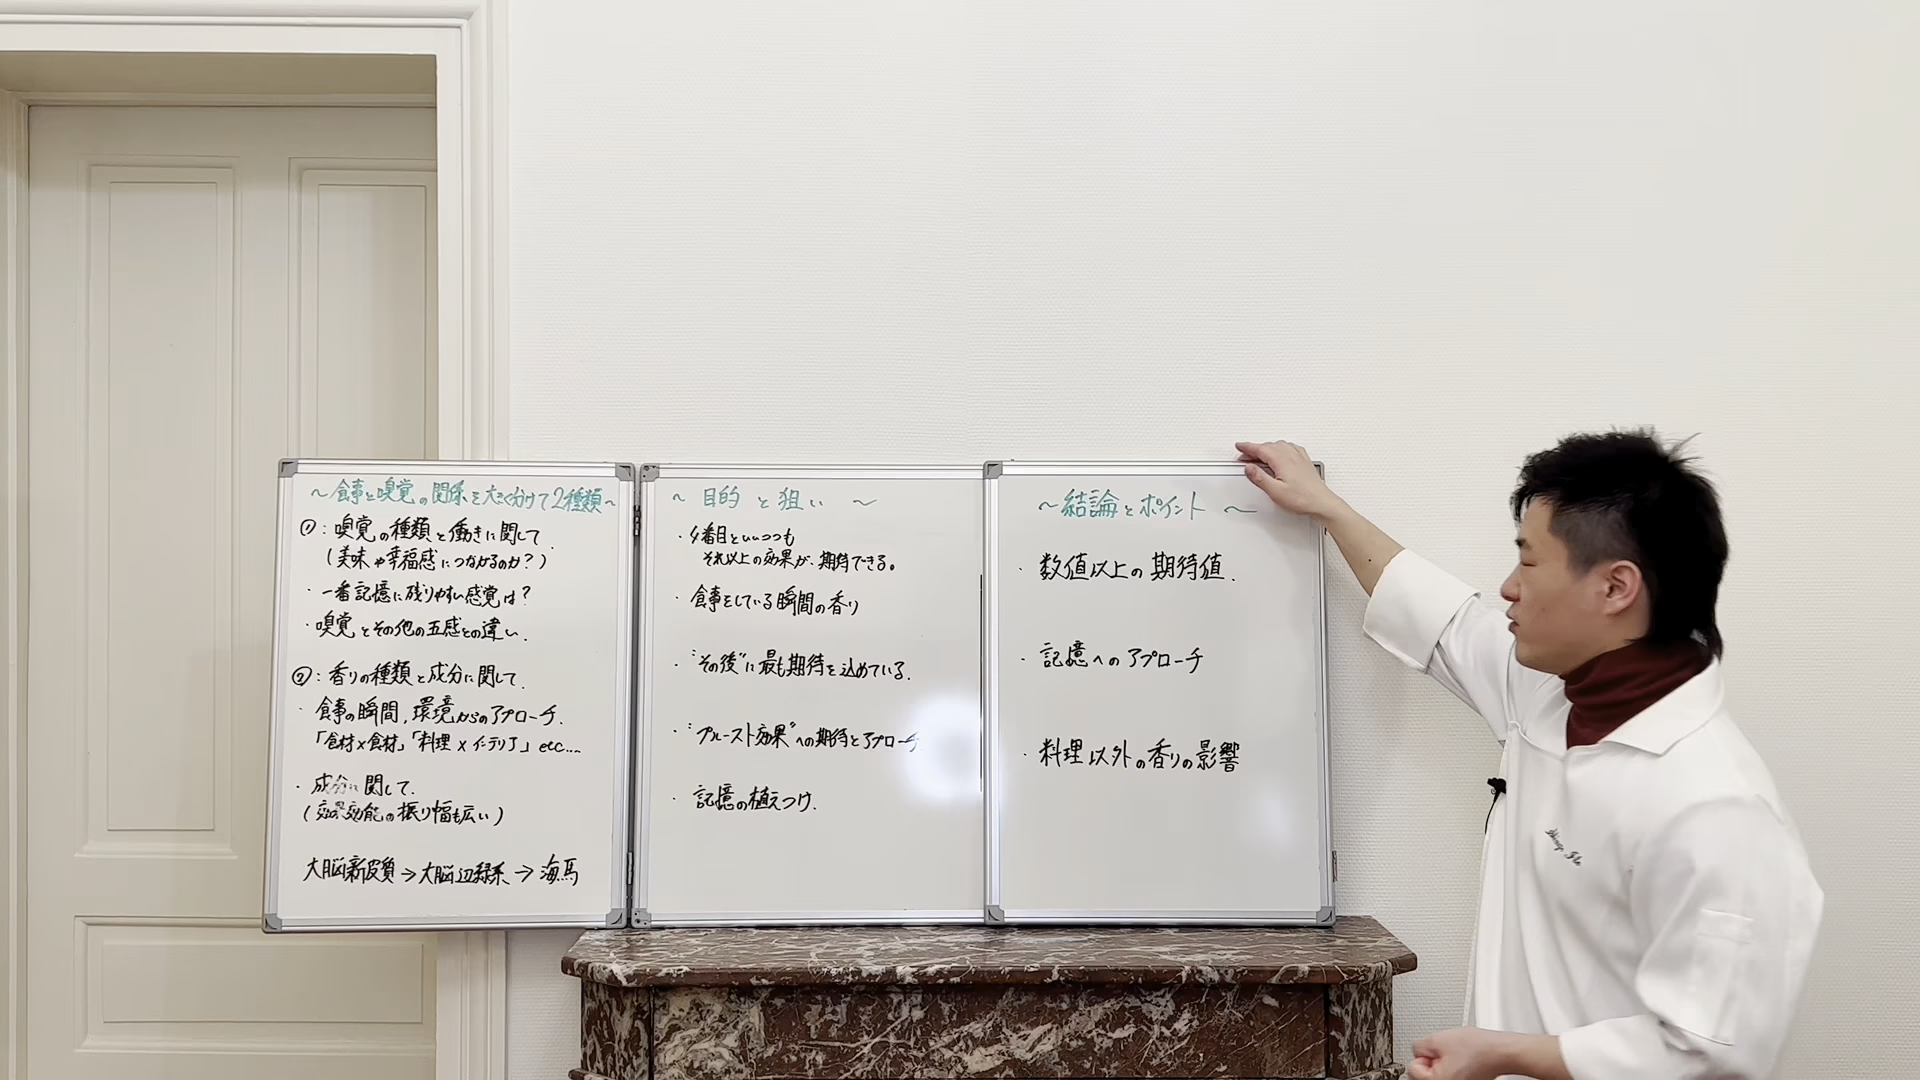 ～食事と嗅覚の関係を大きく分けて2種類～
①：嗅覚の種類と働きに関して
（美味や幸福感につながるのか？）
・一番記憶に残りやすい感覚は？
・嗅覚とその他の五感との違い．
②：香りの種類と成分に関して．
・食事の瞬間，環境からのアプローチ．
「食材×食材」「料理×インテリア」etc....
・成分に関して．
（効果効能の振り幅も広い）
大脳新皮質→大脳辺縁系→海馬
～目的と狙い～
・4番目といいつつも
それ以上の効果が、期待できる。
・食事をしている瞬間の香り
・"その後"に最も期待を込めている．
・"プルースト効果"への期待とアプローチ
・記憶の植えつけ．
～結論とポイント～
・数値以上の期待値．
・記憶へのアプローチ
・料理以外の香りの影響